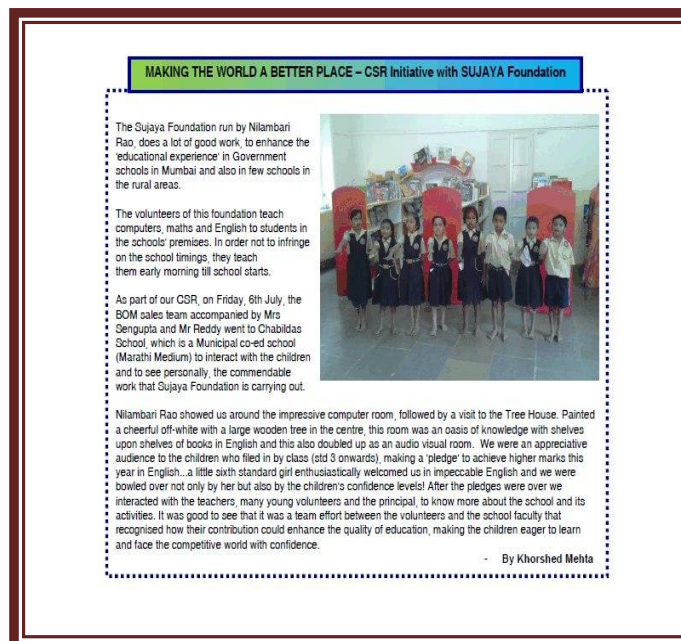 MAKING THE WORLD A BETTER PLACE – CSR Initiative with SUJAYA Foundation
The Sujaya Foundation run by Nilambari
Rao, does a lot of good work, to enhance the
'educational experience' in Government
schools in Mumbai and also in few schools in
the rural areas.
The volunteers of this foundation teach
computers, maths and English to students in
the schools' premises. In order not to infringe
on the school timings, they teach
them early morning till school starts.
As part of our CSR, on Friday, 6th July, the
BOM sales team accompanied by Mrs
Sengupta and Mr Reddy went to Chabildas
School, which is a Municipal co-ed school
(Marathi Medium) to interact with the children
and to see personally, the commendable
work that Sujaya Foundation is carrying out.
Nilambari Rao showed us around the impressive computer room, followed by a visit to the Tree House. Painted
a cheerful off-white with a large wooden tree in the centre, this room was an oasis of knowledge with shelves
upon shelves of books in English and this also doubled up as an audio visual room. We were an appreciative
audience to the children who filed in by class (std 3 onwards), making a 'pledge' to achieve higher marks this
year in English...a little sixth standard girl enthusiastically welcomed us in impeccable English and we were
bowled over not only by her but also by the children's confidence levels! After the pledges were over we
interacted with the teachers, many young volunteers and the principal, to know more about the school and its
activities. It was good to see that it was a team effort between the volunteers and the school faculty that
recognised how their contribution could enhance the quality of education, making the children eager to learn
and face the competitive world with confidence.
- By Khorshed Mehta